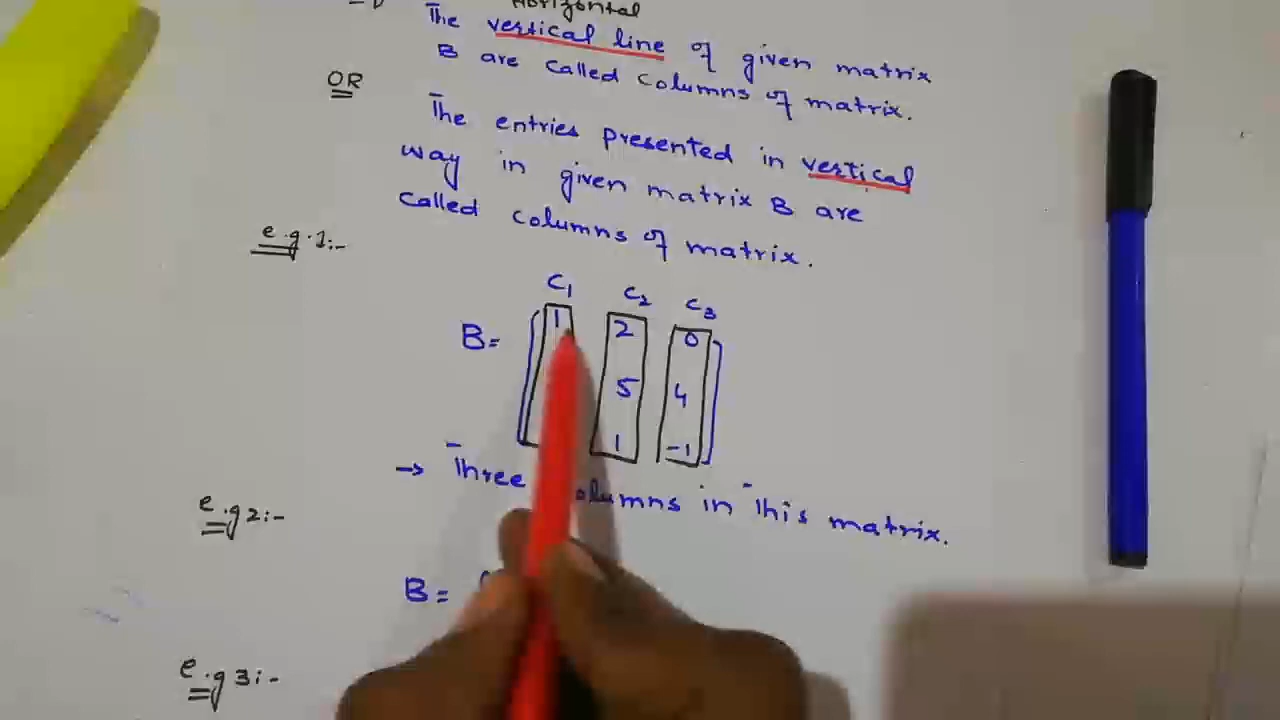 Horizontal
The vertical line of given matrix
B are called columns of matrix.
OR
The entries presented in vertical
way in given matrix B are
called columns of matrix.
e.g.1:-
C₁ C₂ C₃
B= 1 2 0
5 4
1 -1
→ Three columns in This matrix.
e.g2:-
B=
e.g3:-